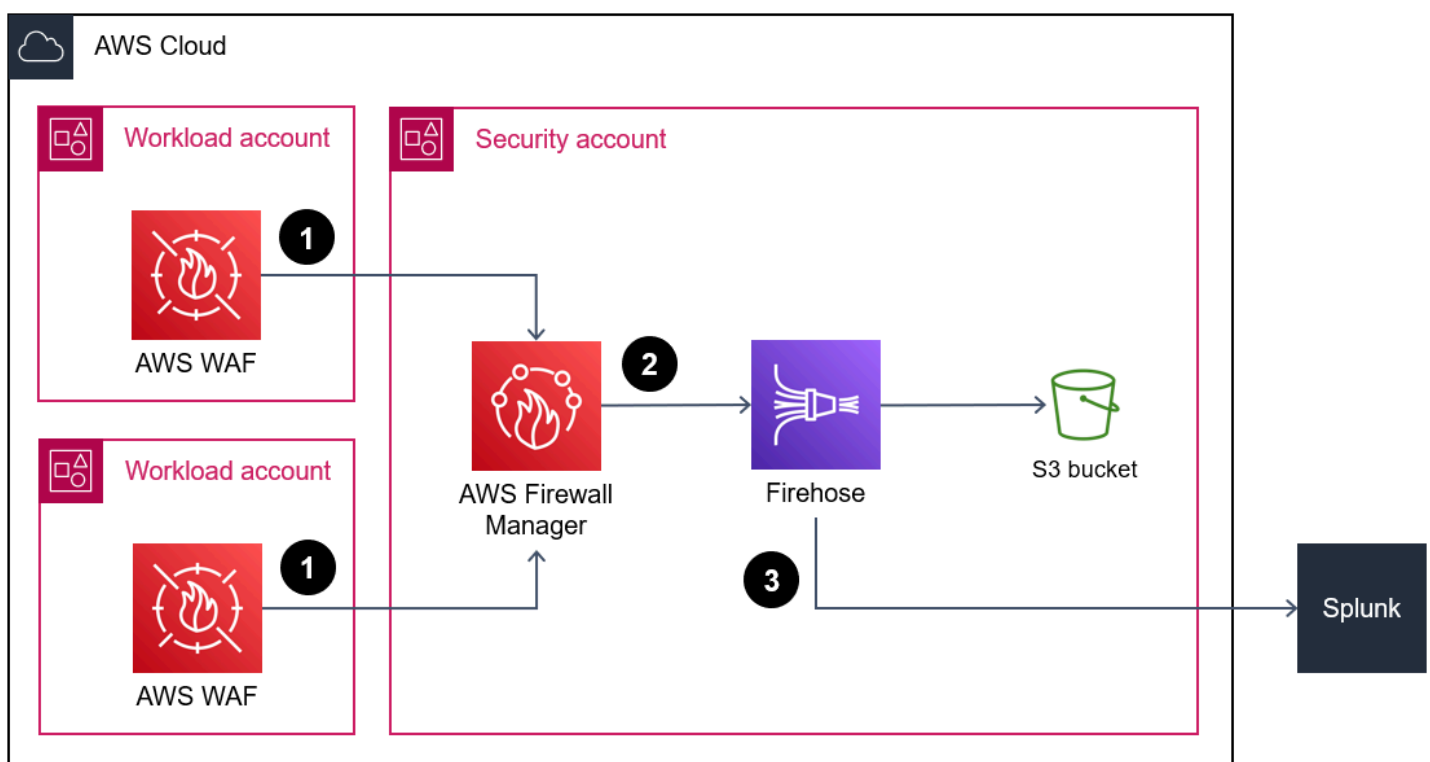 AWS Cloud
Workload account
Security account
1
AWS WAF
2
AWS Firewall
Manager
Firehose
S3 bucket
Workload account
1
AWS WAF
3
Splunk